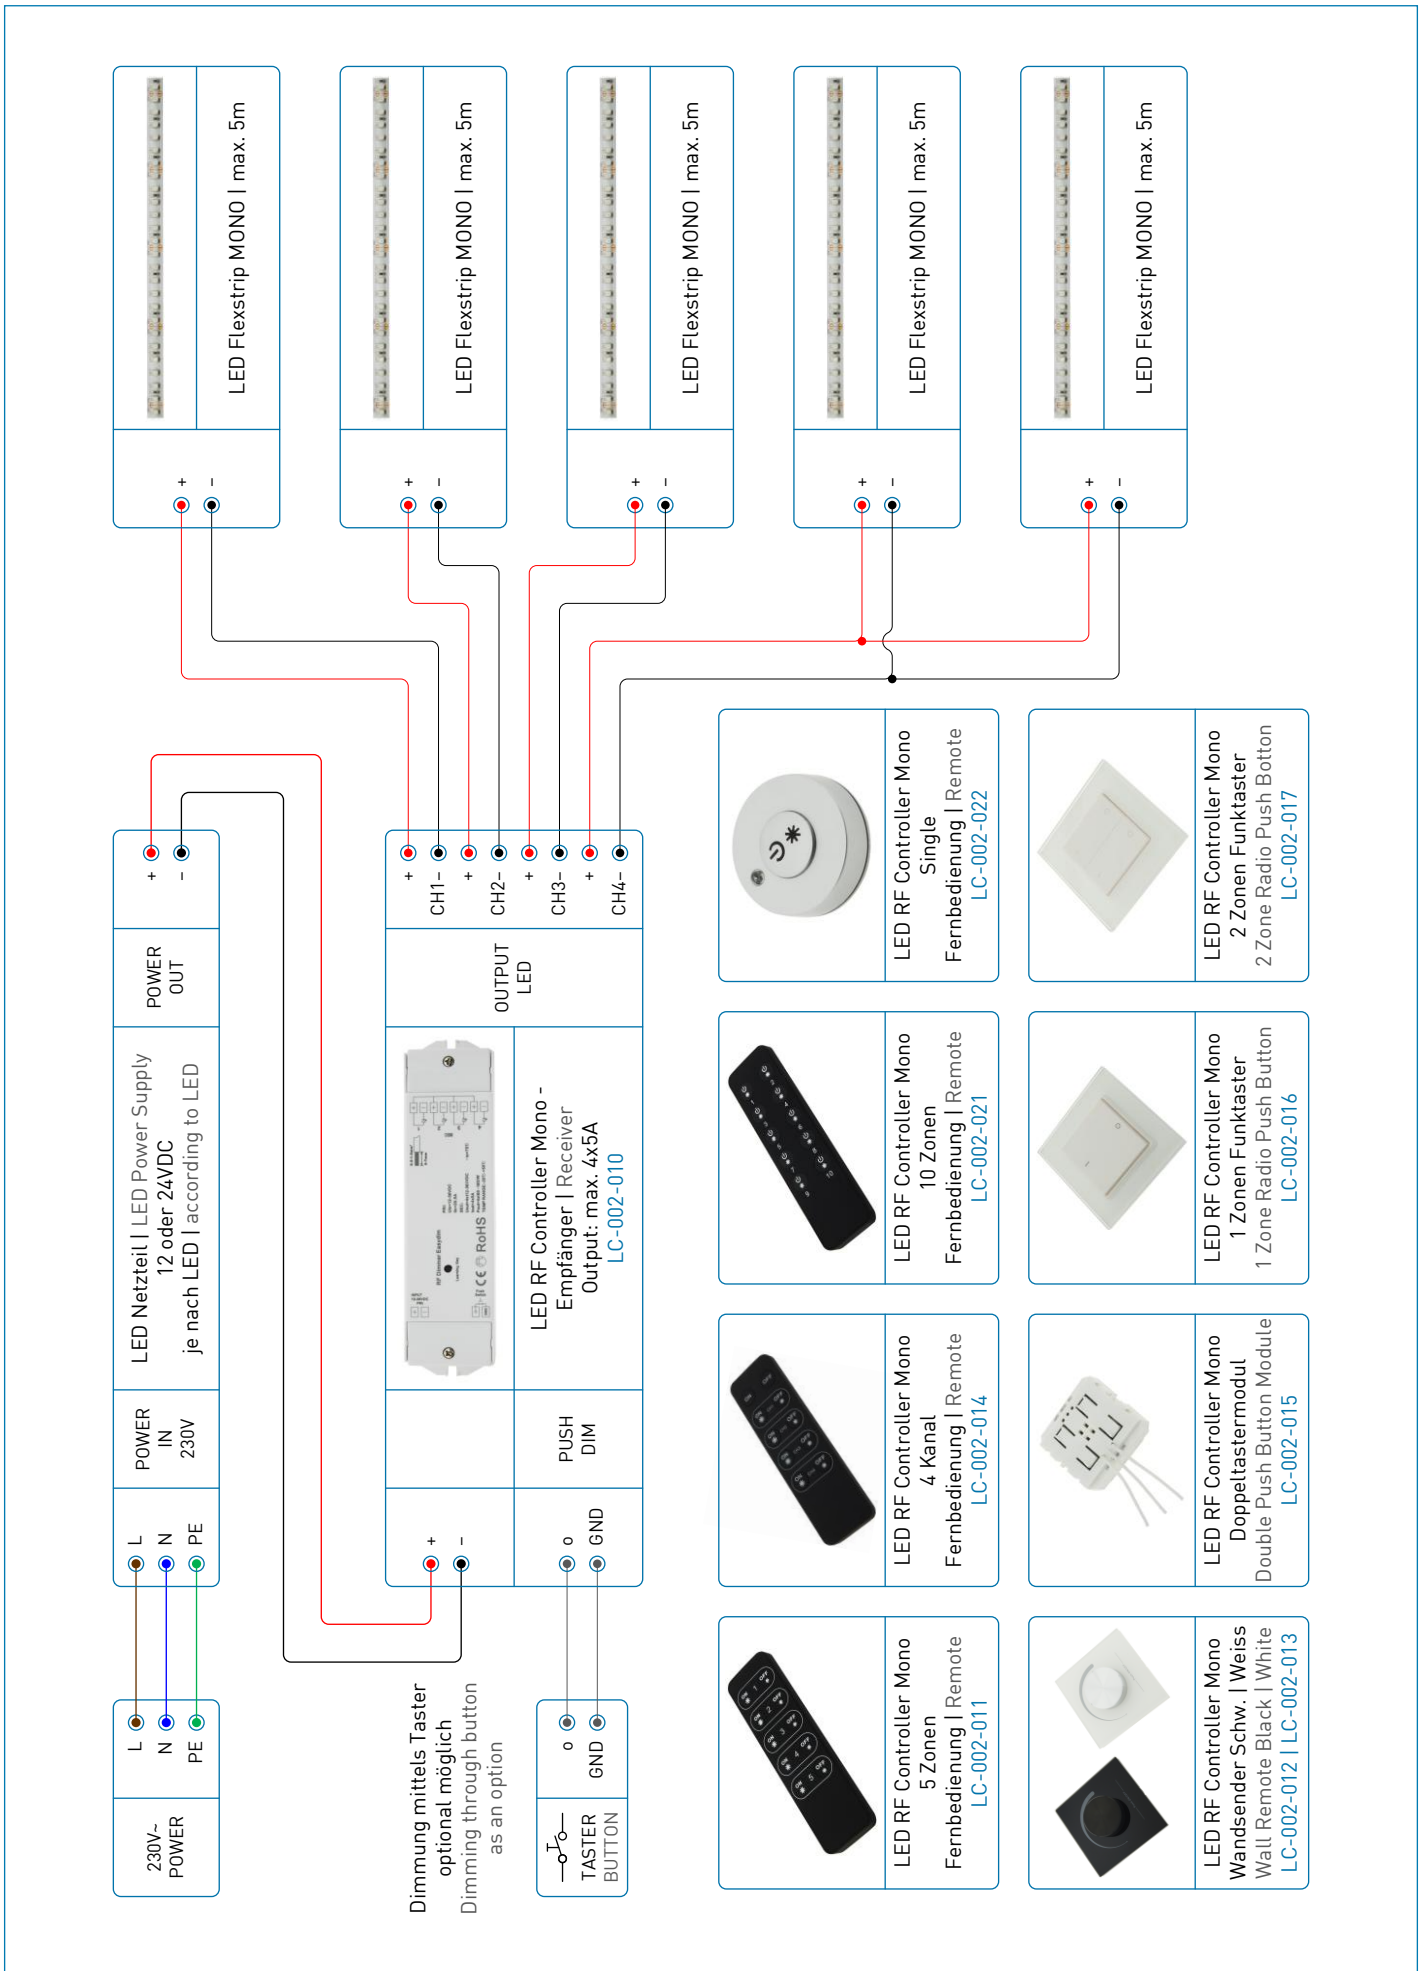 230V~
POWER
L
N
PE
L
N
PE
POWER
IN
230V
LED Netzteil | LED Power Supply
12 oder 24VDC
je nach LED | according to LED
POWER
OUT
+
–
LED Flexstrip MONO | max. 5m
+
–
LED Flexstrip MONO | max. 5m
+
–
LED Flexstrip MONO | max. 5m
+
–
LED Flexstrip MONO | max. 5m
+
–
LED Flexstrip MONO | max. 5m
+
–
Dimmung mittels Taster
optional möglich
Dimming through button
as an option
TASTER
BUTTON
o
GND
+
–
o
GND
PUSH
DIM
RF Dimmer Easydim
RoHS
LED RF Controller Mono -
Empfänger | Receiver
Output: max. 4x5A
LC-002-010
OUTPUT
LED
+
CH1-
+
CH2-
+
CH3-
+
CH4-
LED RF Controller Mono
5 Zonen
Fernbedienung | Remote
LC-002-011
LED RF Controller Mono
4 Kanal
Fernbedienung | Remote
LC-002-014
LED RF Controller Mono
10 Zonen
Fernbedienung | Remote
LC-002-021
LED RF Controller Mono
Single
Fernbedienung | Remote
LC-002-022
LED RF Controller Mono
Wandsender Schw. | Weiss
Wall Remote Black | White
LC-002-012 | LC-002-013
LED RF Controller Mono
Doppeltastermodul
Double Push Button Module
LC-002-015
LED RF Controller Mono
1 Zonen Funktaster
1 Zone Radio Push Button
LC-002-016
LED RF Controller Mono
2 Zonen Funktaster
2 Zone Radio Push Botton
LC-002-017